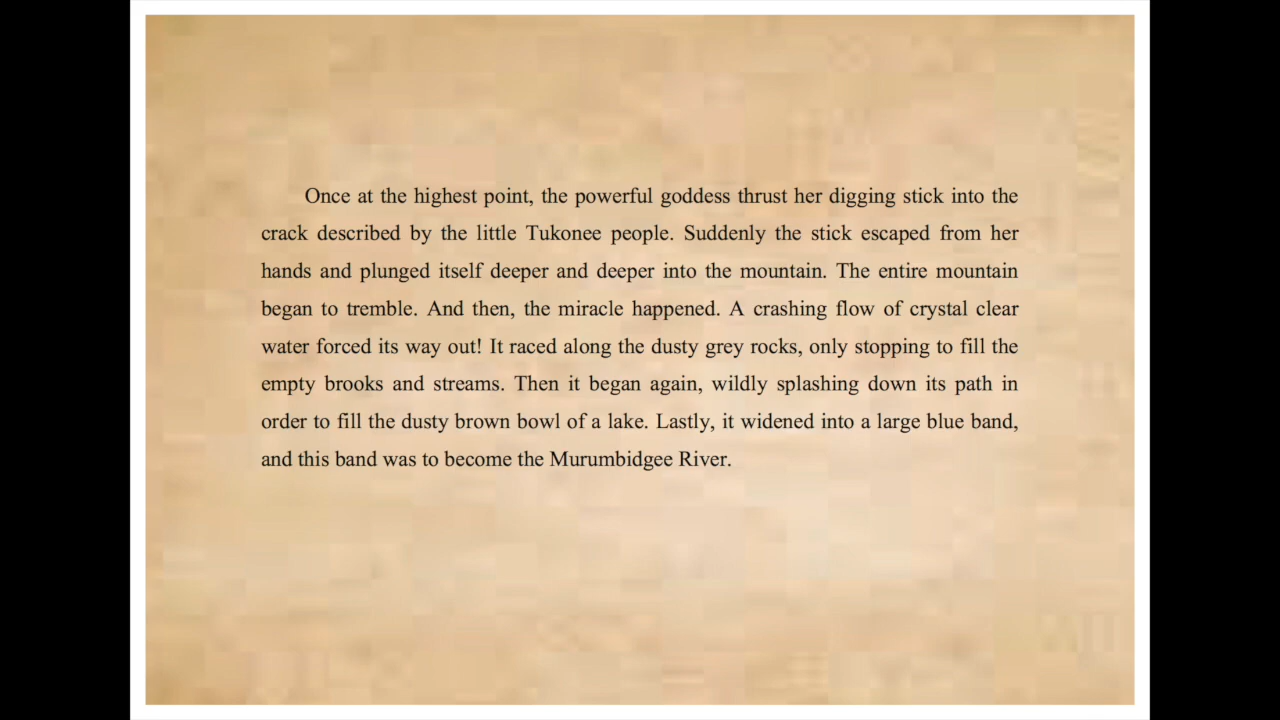 Once at the highest point, the powerful goddess thrust her digging stick into the
crack described by the little Tukonee people. Suddenly the stick escaped from her
hands and plunged itself deeper and deeper into the mountain. The entire mountain
began to tremble. And then, the miracle happened. A crashing flow of crystal clear
water forced its way out! It raced along the dusty grey rocks, only stopping to fill the
empty brooks and streams. Then it began again, wildly splashing down its path in
order to fill the dusty brown bowl of a lake. Lastly, it widened into a large blue band,
and this band was to become the Murumbidgee River.